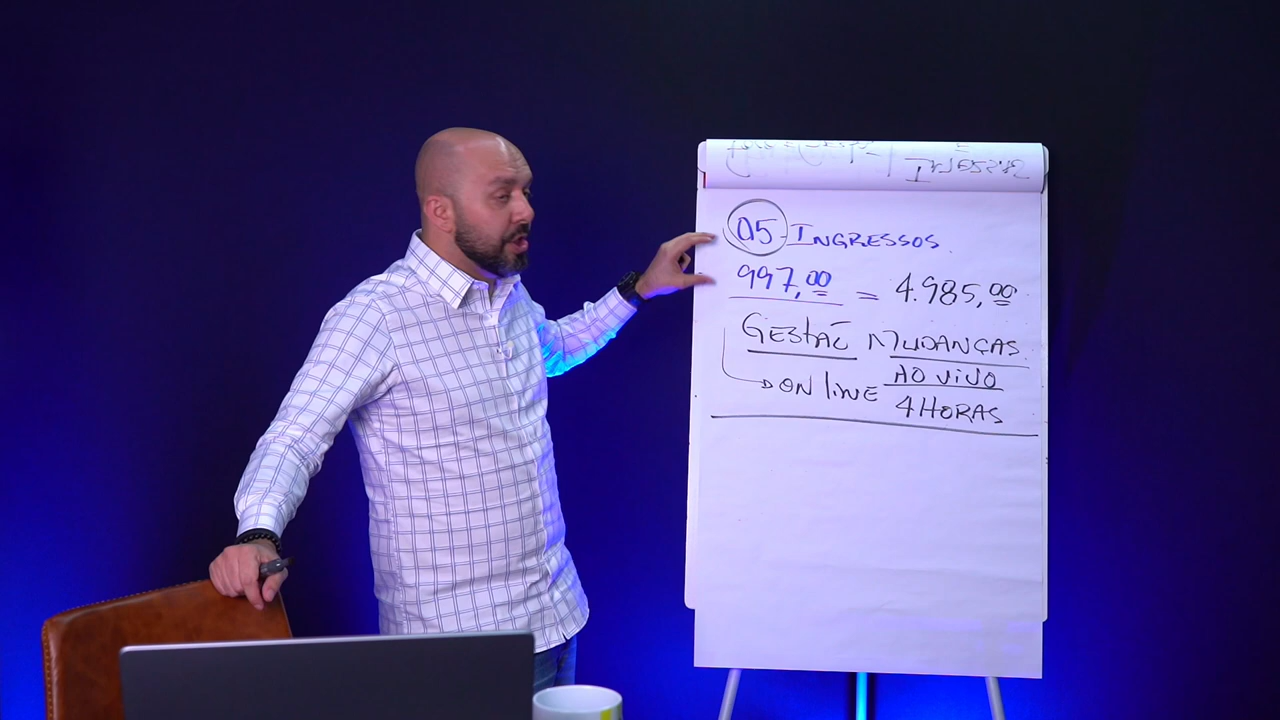 05 - INGRESSOS.
997,00 = 4.985,00
GESTÃO MUDANÇAS.
ON LINE AO VIVO
4 HORAS